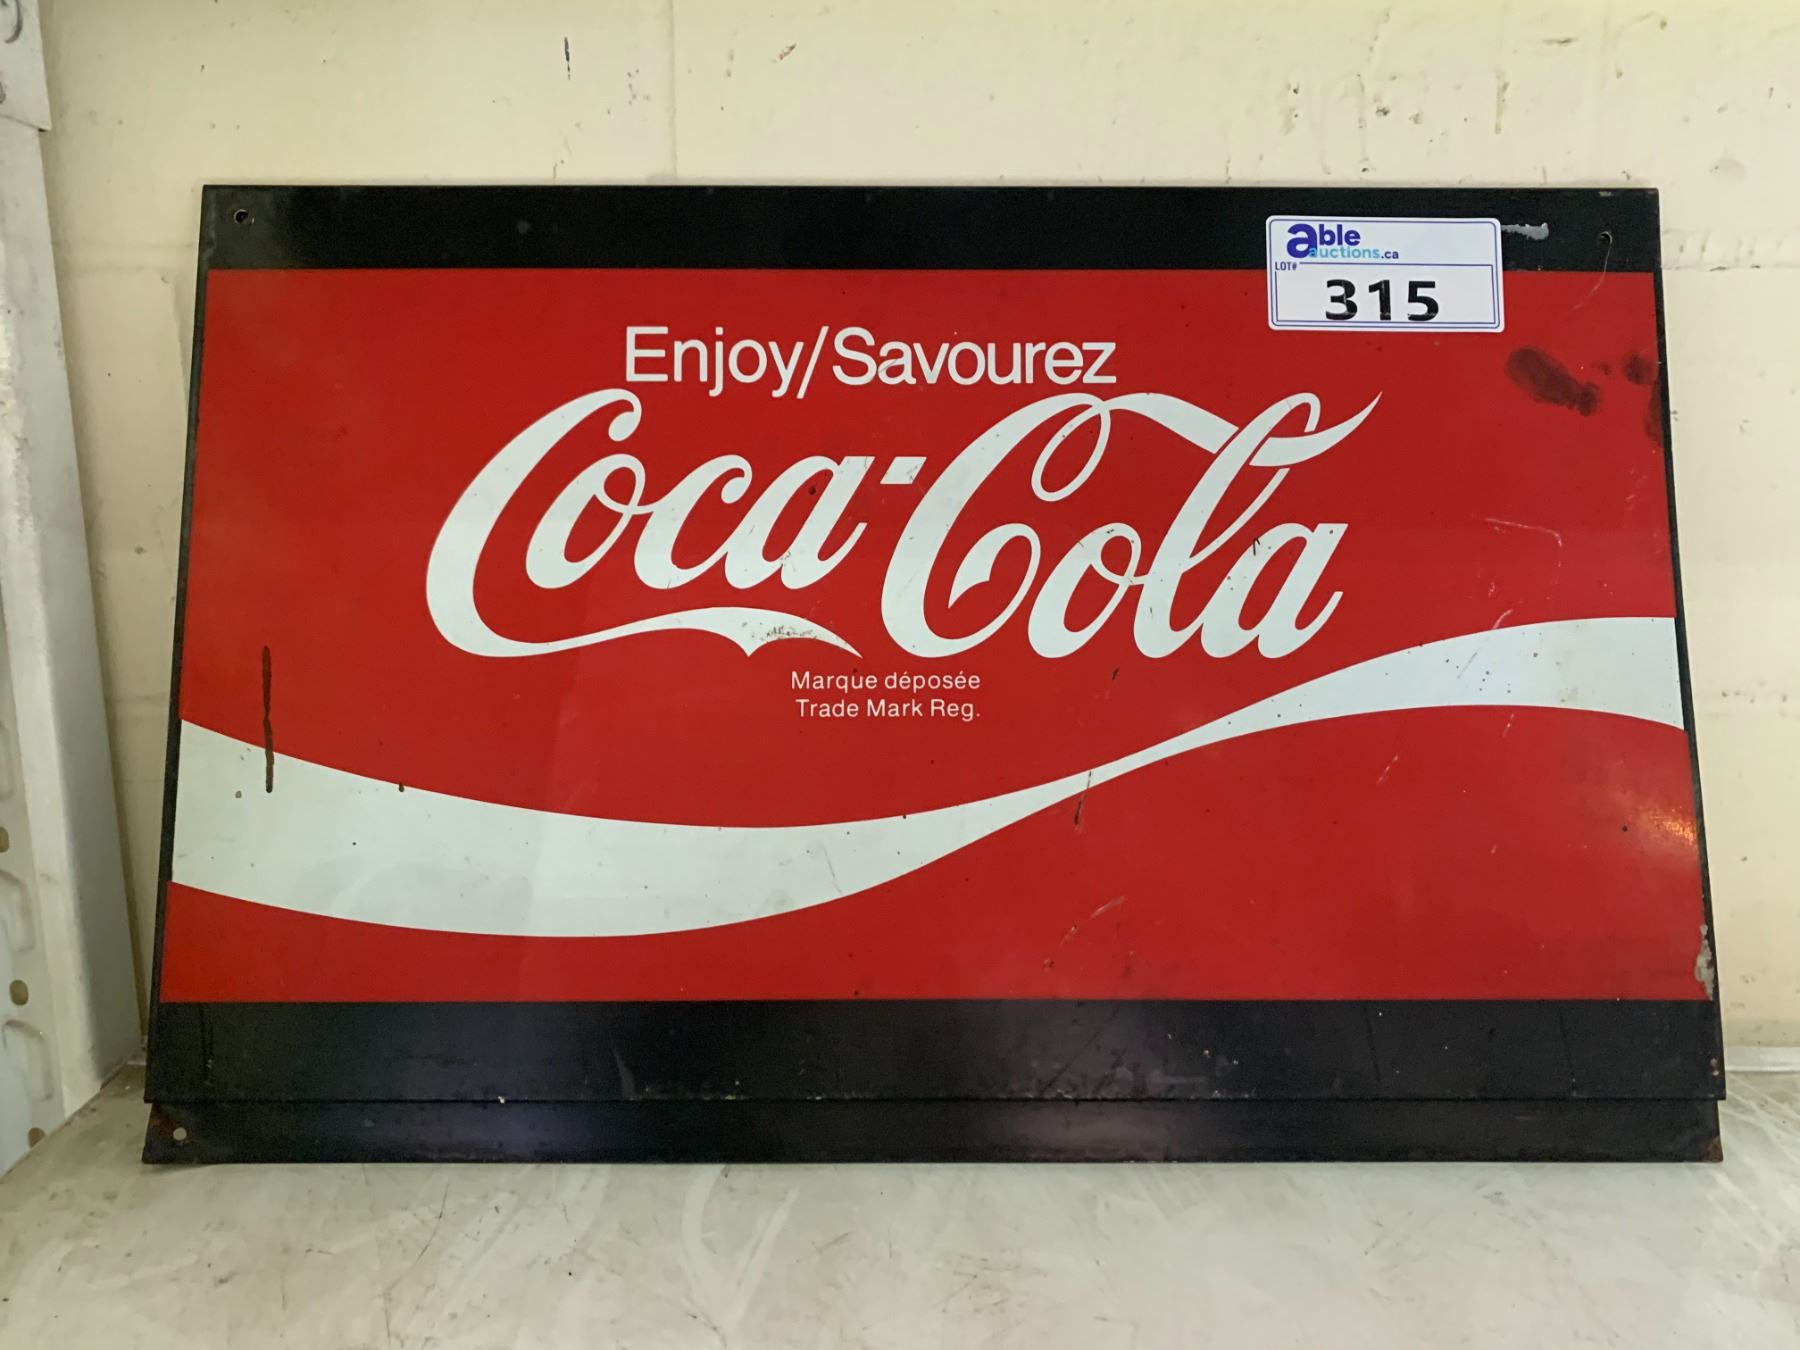 able
auctions.ca
LOT#
315
Enjoy/Savourez
Coca-Cola
Marque déposée
Trade Mark Reg.